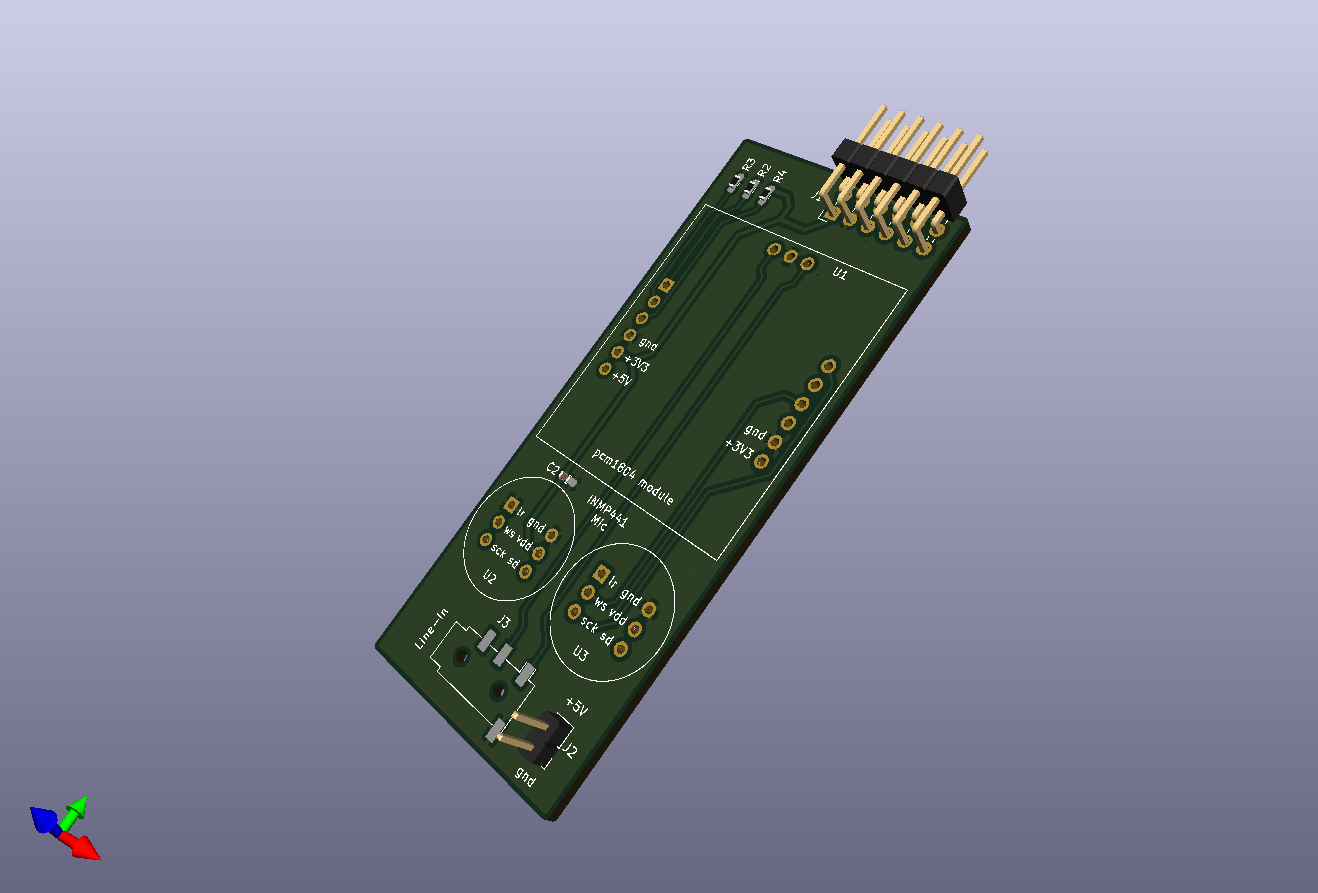 R3
R2
R4
U1
gnd
+3V3
+5V
gnd
+3V3
pcm1804 module
C2
INMP441
Mic
lr gnd
ws vdd
sck sd
U2
lr gnd
ws vdd
sck sd
U3
J3
Line-In
+5V
J2
gnd